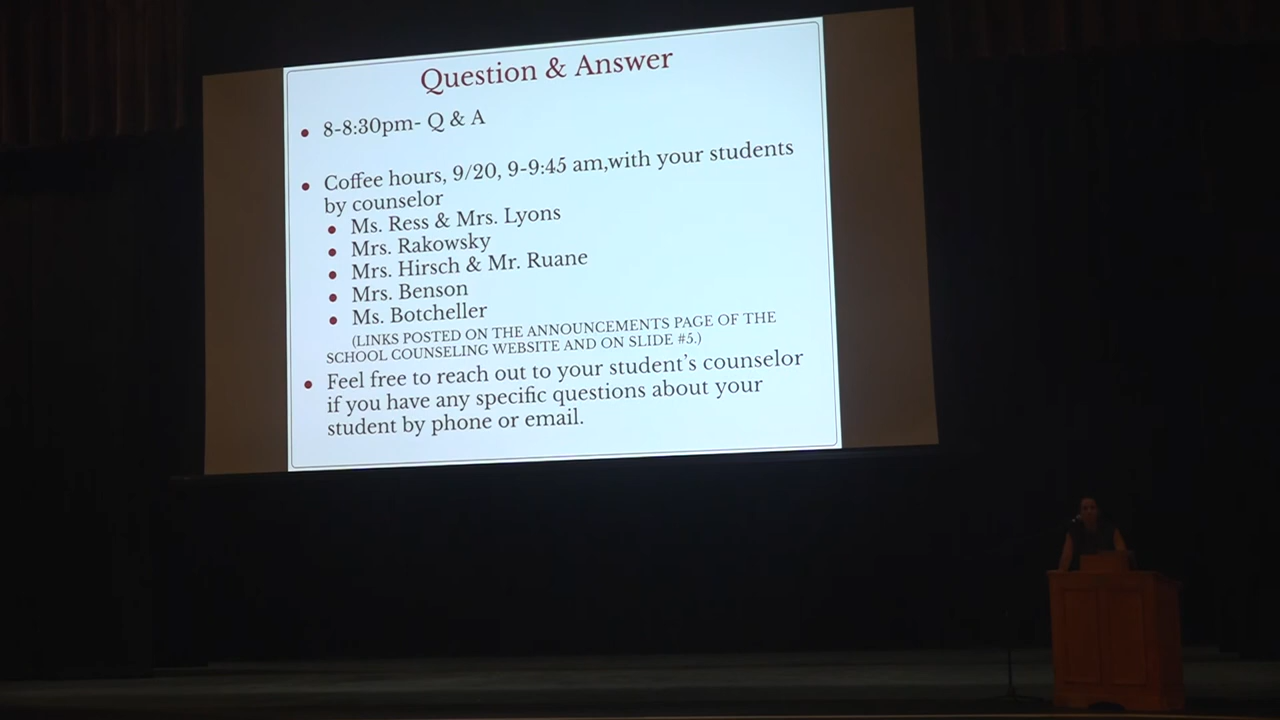 Question & Answer
8-8:30pm- Q & A
Coffee hours, 9/20, 9-9:45 am,with your students
by counselor
Ms. Ress & Mrs. Lyons
Mrs. Rakowsky
Mrs. Hirsch & Mr. Ruane
Mrs. Benson
Ms. Botcheller
(LINKS POSTED ON THE ANNOUNCEMENTS PAGE OF THE
SCHOOL COUNSELING WEBSITE AND ON SLIDE #5.)
Feel free to reach out to your student's counselor
if you have any specific questions about your
student by phone or email.